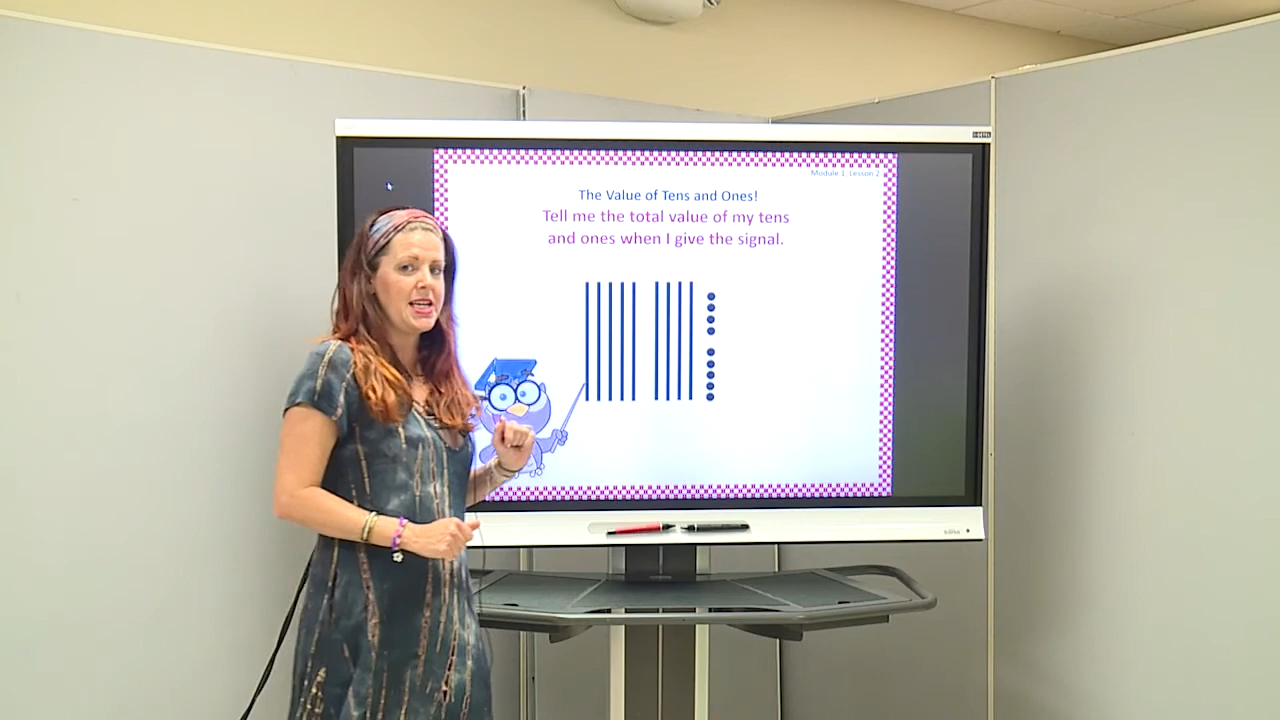 Module 1, Lesson 2
The Value of Tens and Ones!
Tell me the total value of my tens
and ones when I give the signal.